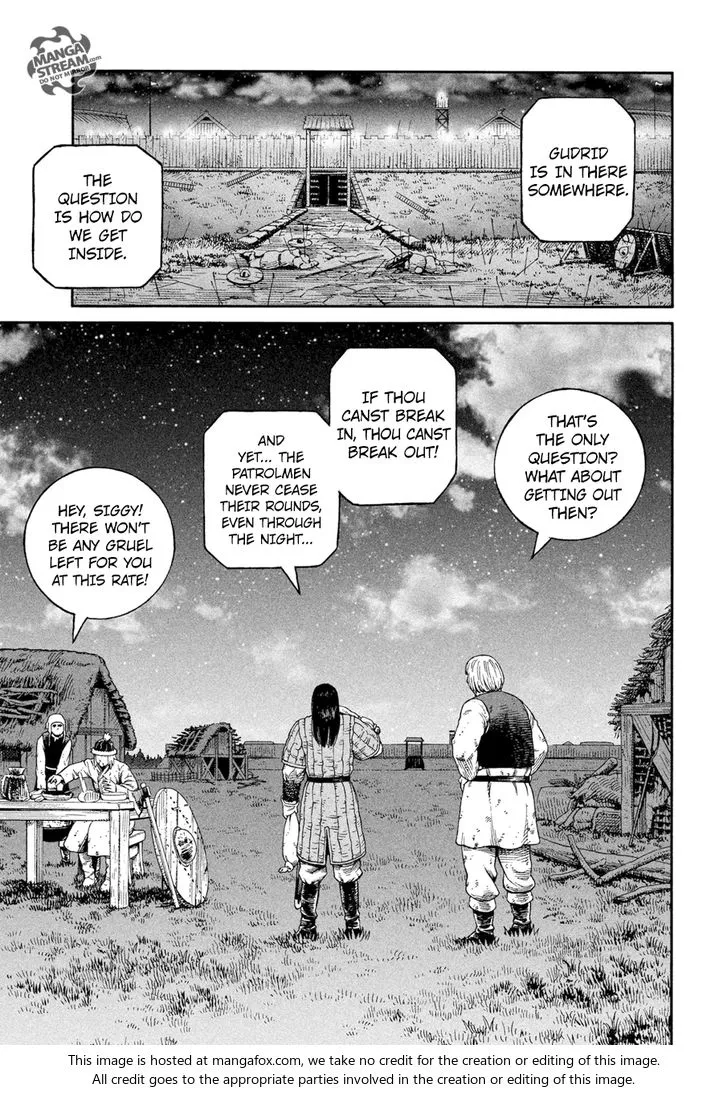 MANGA
STREAM.com
DO NOT MIRROR
GUDRID
IS IN THERE
SOMEWHERE.
THE
QUESTION
IS HOW DO
WE GET
INSIDE.
THAT'S
THE ONLY
QUESTION?
WHAT ABOUT
GETTING OUT
THEN?
IF THOU
CANST BREAK
IN, THOU CANST
BREAK OUT!
AND
YET... THE
PATROLMEN
NEVER CEASE
THEIR ROUNDS,
EVEN THROUGH
THE NIGHT...
HEY, SIGGY!
THERE WON'T
BE ANY GRUEL
LEFT FOR YOU
AT THIS RATE!
This image is hosted at mangafox.com, we take no credit for the creation or editing of this image.
All credit goes to the appropriate parties involved in the creation or editing of this image.